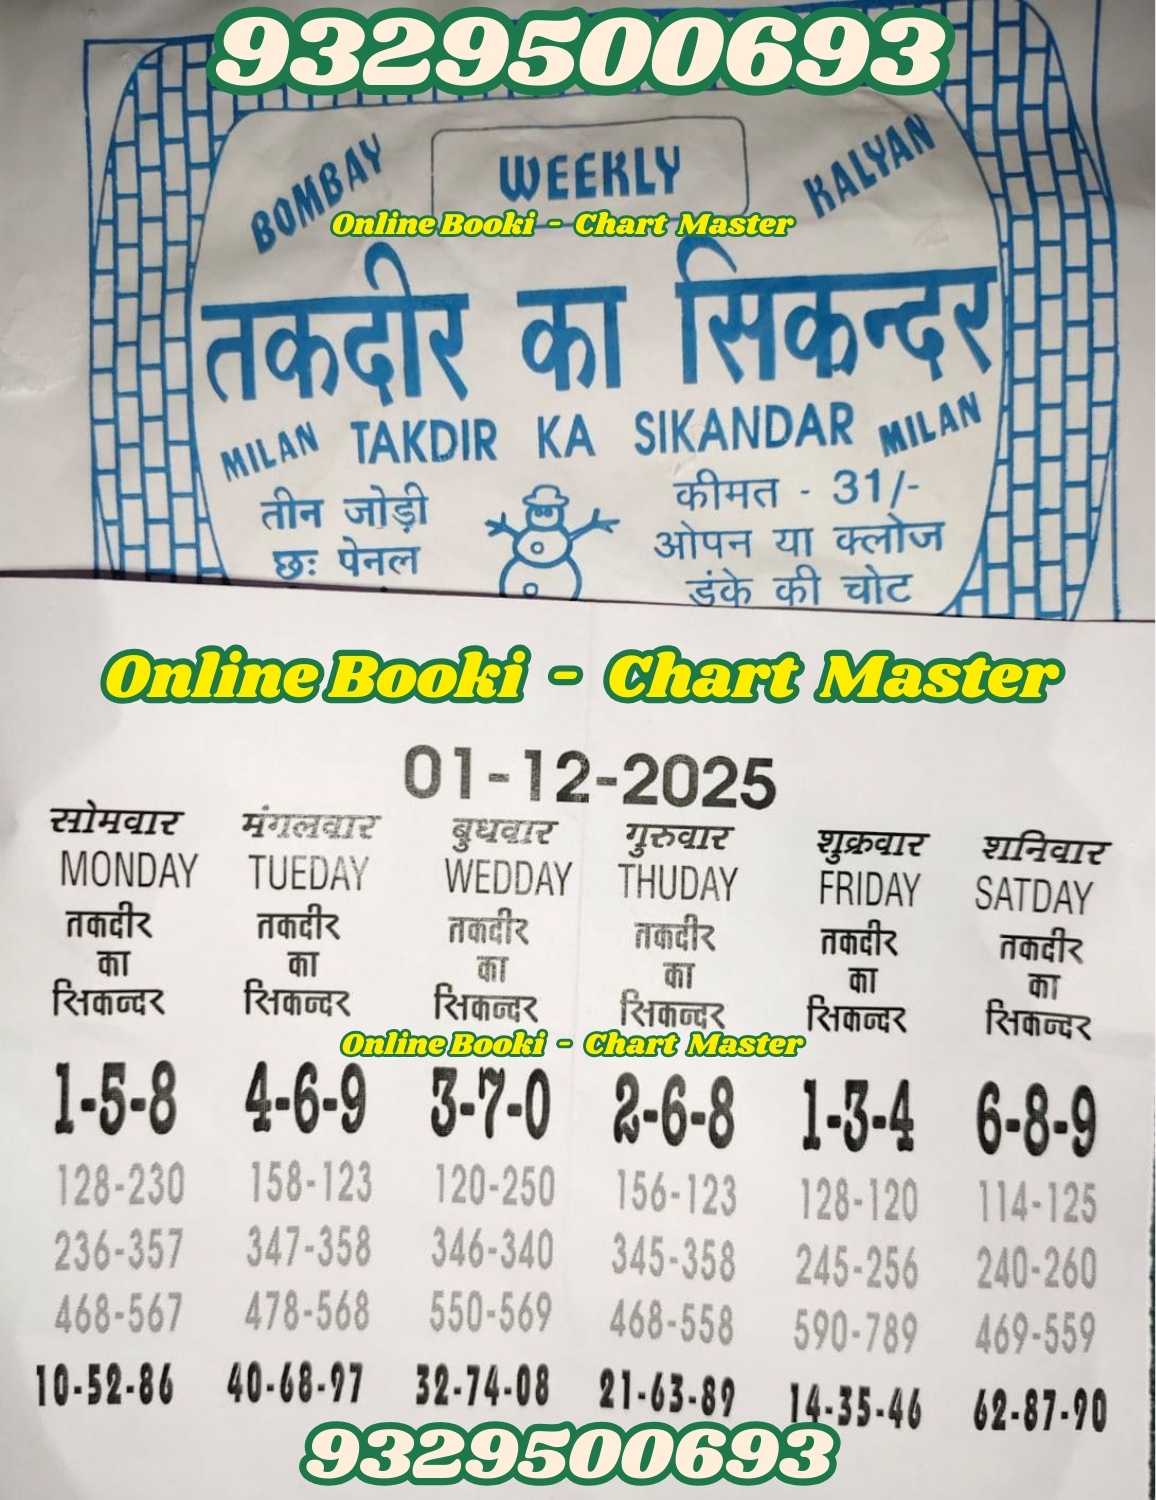 9329500693
BOMBAY
WEEKLY
KALYAN
Online Booki - Chart Master
तकदीर का सिकन्दर
MILAN TAKDIR KA SIKANDAR MILAN
तीन जोड़ी
छः पेनल
कीमत - 31/-
ओपन या क्लोज
डंके की चोट
Online Booki - Chart Master
01-12-2025
सोमवार मंगलवार बुधवार गुरुवार शुक्रवार शनिवार
MONDAY TUEDAY WEDDAY THUDAY FRIDAY SATDAY
तकदीर तकदीर तकदीर तकदीर तकदीर तकदीर
का का का का का का
सिकन्दर सिकन्दर सिकन्दर सिकन्दर सिकन्दर सिकन्दर
Online Booki - Chart Master
1-5-8 4-6-9 3-7-0 2-6-8 1-3-4 6-8-9
128-230 158-123 120-250 156-123 128-120 114-125
236-357 347-358 346-340 345-358 245-256 240-260
468-567 478-568 550-569 468-558 590-789 469-559
10-52-86 40-68-97 32-74-08 21-63-89 14-35-46 62-87-90
9329500693